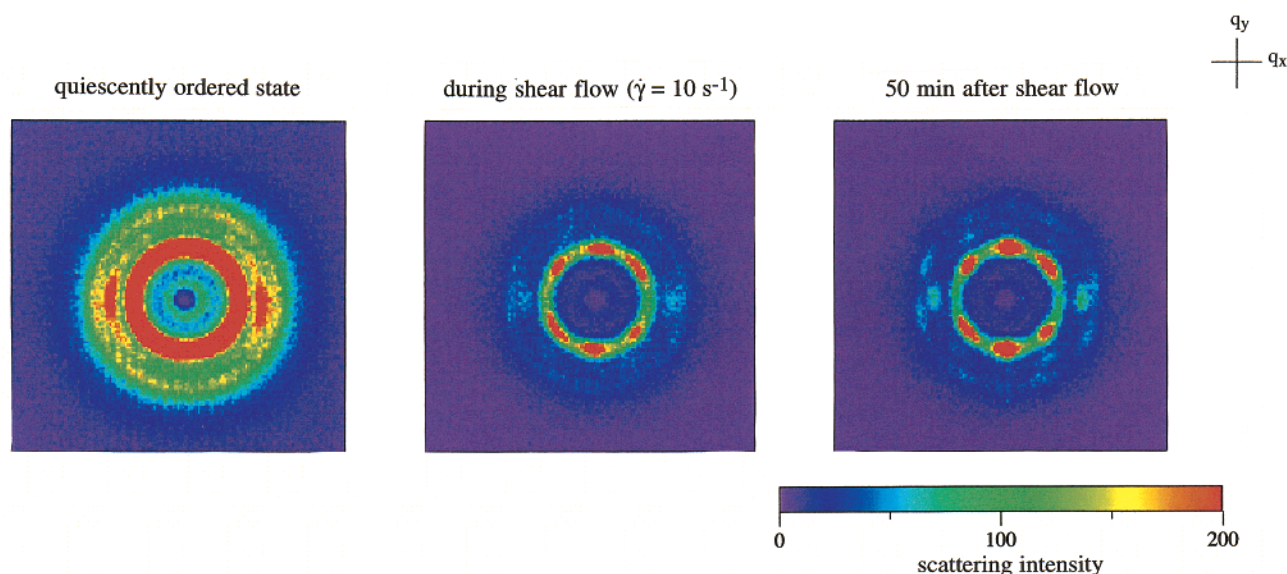 q_y
q_x
quiescently ordered state
during shear flow (γ̇ = 10 s⁻¹)
50 min after shear flow
0
100
200
scattering intensity